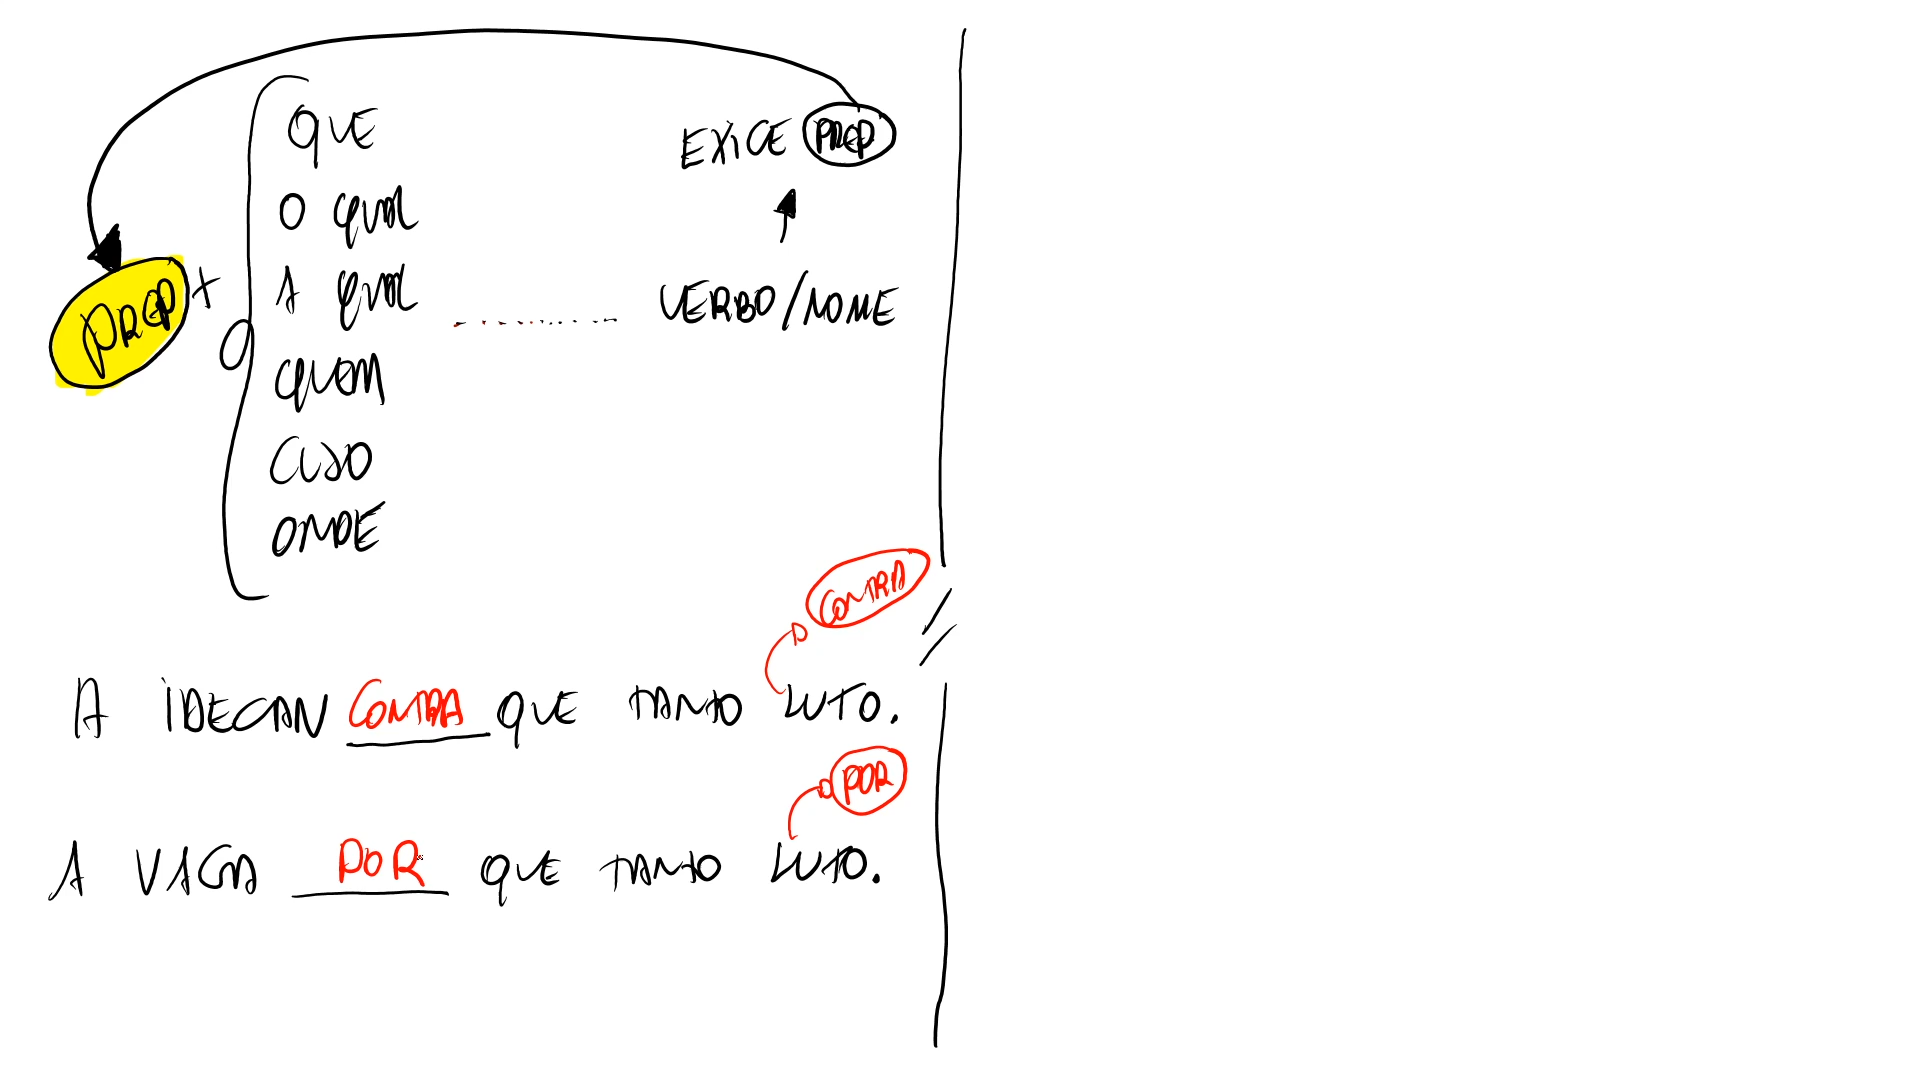 QUE
EXIGE PREP
O QUAL
A QUAL
PREP +
VERBO/NOME
QUEM
CUJO
ONDE
CONTRA
A IDECAN CONTRA QUE TANTO LUTO.
POR
A VAGA POR QUE TANTO LUTO.